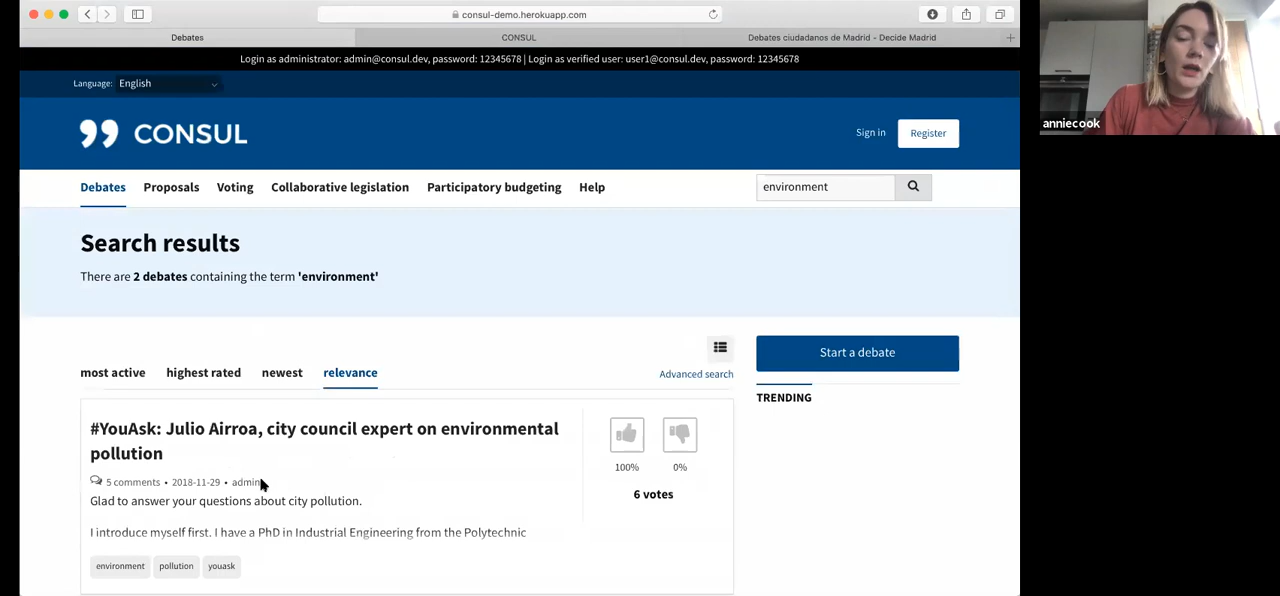 consul-demo.herokuapp.com
Debates
CONSUL
Debates ciudadanos de Madrid - Decide Madrid
Login as administrator: admin@consul.dev, password: 12345678 | Login as verified user: user1@consul.dev, password: 12345678
Language: English
CONSUL
Sign in
Register
Debates
Proposals
Voting
Collaborative legislation
Participatory budgeting
Help
environment
Search results
There are 2 debates containing the term 'environment'
most active
highest rated
newest
relevance
Advanced search
Start a debate
TRENDING
#YouAsk: Julio Airroa, city council expert on environmental
pollution
5 comments • 2018-11-29 • admin
Glad to answer your questions about city pollution.
I introduce myself first. I have a PhD in Industrial Engineering from the Polytechnic
environment
pollution
youask
100%
0%
6 votes
anniecook